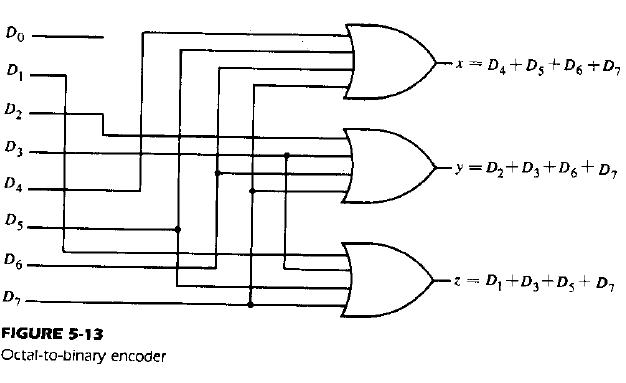 D₀
x = D₄ + D₅ + D₆ + D₇
D₁
D₂
D₃
y = D₂ + D₃ + D₆ + D₇
D₄
D₅
D₆
z = D₁ + D₃ + D₅ + D₇
D₇
FIGURE 5-13
Octal-to-binary encoder